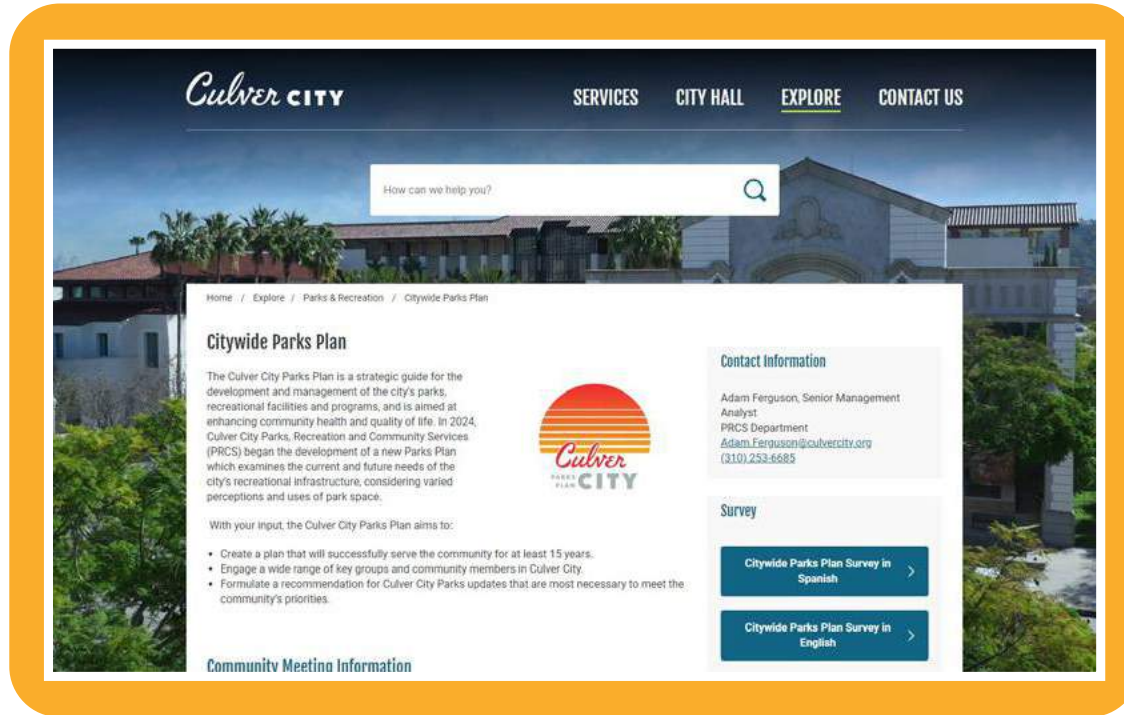 Culver CITY
SERVICES CITY HALL EXPLORE CONTACT US
How can we help you?
Home / Explore / Parks & Recreation / Citywide Parks Plan
Citywide Parks Plan
The Culver City Parks Plan is a strategic guide for the
development and management of the city's parks,
recreational facilities and programs, and is aimed at
enhancing community health and quality of life. In 2024,
Culver City Parks, Recreation and Community Services
(PRCS) began the development of a new Parks Plan
which examines the current and future needs of the
city's recreational infrastructure, considering varied
perceptions and uses of park space.
Culver
PARKS PLAN CITY
With your input, the Culver City Parks Plan aims to:
• Create a plan that will successfully serve the community for at least 15 years.
• Engage a wide range of key groups and community members in Culver City.
• Formulate a recommendation for Culver City Parks updates that are most necessary to meet the
community's priorities.
Community Meeting Information
Contact Information
Adam Ferguson, Senior Management
Analyst
PRCS Department
Adam.Ferguson@culvercity.org
(310) 253-6685
Survey
Citywide Parks Plan Survey in
Spanish
Citywide Parks Plan Survey in
English